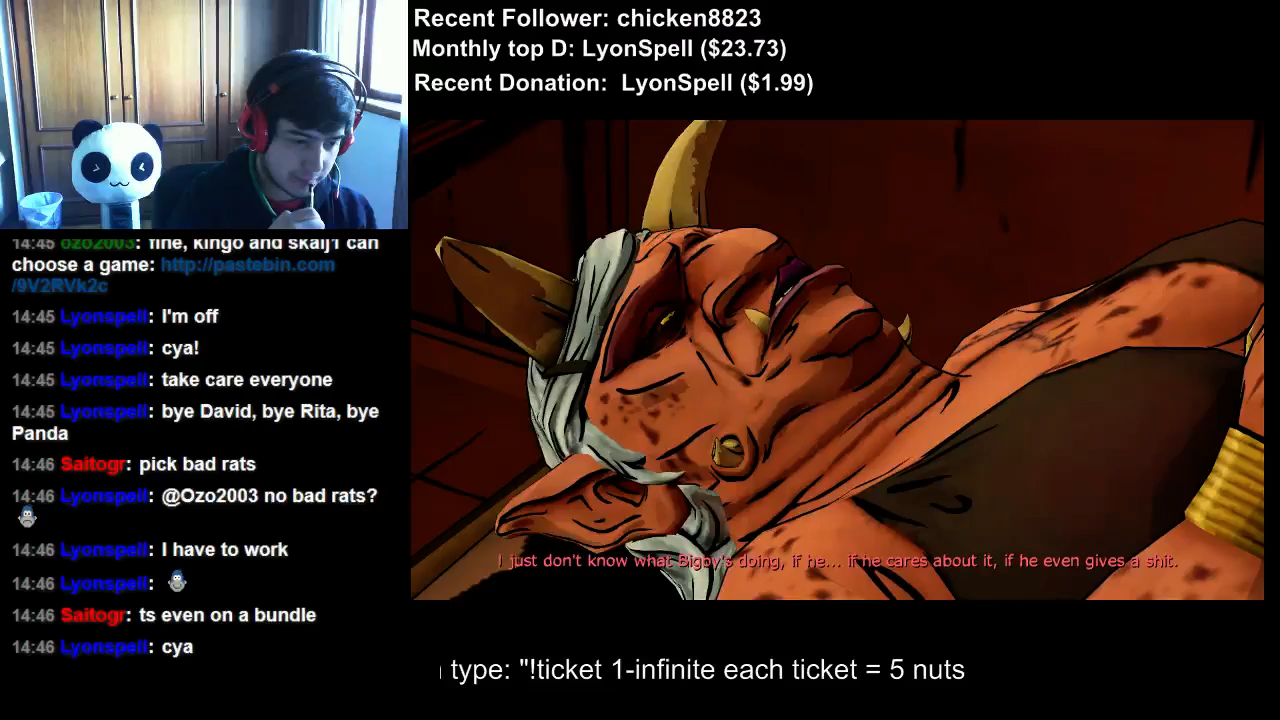 Recent Follower: chicken8823
Monthly top D: LyonSpell ($23.73)
Recent Donation: LyonSpell ($1.99)
14:45 ozo2003: fine, kingo and skaljt can
choose a game: http://pastebin.com
/9V2RVk2c
14:45 Lyonspell: I'm off
14:45 Lyonspell: cya!
14:45 Lyonspell: take care everyone
14:45 Lyonspell: bye David, bye Rita, bye
Panda
14:46 Saitogr: pick bad rats
14:46 Lyonspell: @Ozo2003 no bad rats?
14:46 Lyonspell: I have to work
14:46 Lyonspell:
14:46 Saitogr: ts even on a bundle
14:46 Lyonspell: cya
I just don't know what Bigby's doing, if he... if he cares about it, if he even gives a shit.
type: "!ticket 1-infinite each ticket = 5 nuts